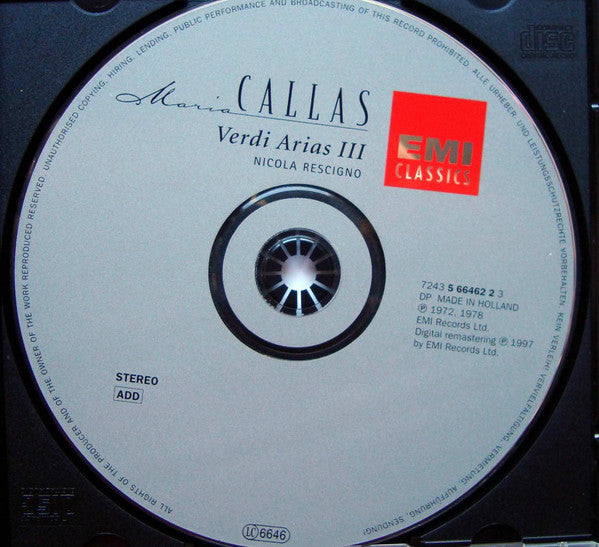 Maria CALLAS
Verdi Arias III
NICOLA RESCIGNO
EMI
CLASSICS
7243 5 66462 2 3
DP MADE IN HOLLAND
℗ 1972, 1978
EMI Records Ltd.
Digital remastering ℗ 1997
by EMI Records Ltd.
STEREO
ADD
LC 6646
ALL RIGHTS OF THE PRODUCER AND OF THE OWNER OF THE WORK REPRODUCED RESERVED. UNAUTHORISED COPYING, HIRING, LENDING, PUBLIC PERFORMANCE AND BROADCASTING OF THIS RECORD PROHIBITED. ALLE URHEBER- UND LEISTUNGSSCHUTZRECHTE VORBEHALTEN. KEIN VERLEIH! VERVIELFÄLTIGUNG, VERMIETUNG, AUFFÜHRUNG, SENDUNG!
disc